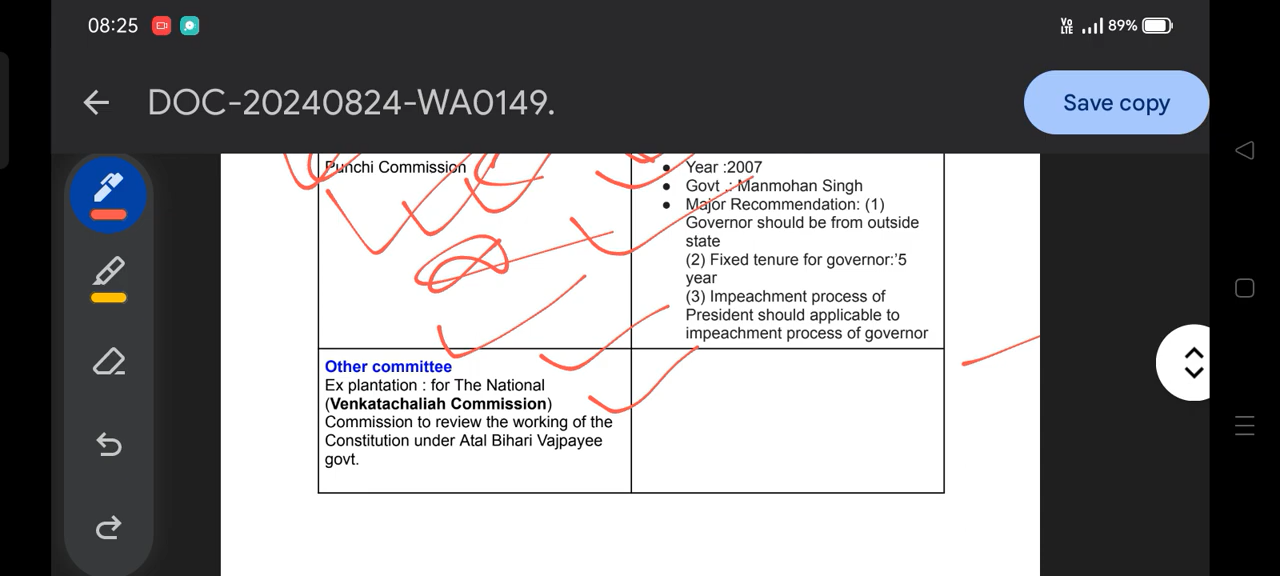 08:25
Vo
LTE
89%
DOC-20240824-WA0149.
Save copy
Punchi Commission
Year :2007
Govt .: Manmohan Singh
Major Recommendation: (1)
Governor should be from outside
state
(2) Fixed tenure for governor:'5
year
(3) Impeachment process of
President should applicable to
impeachment process of governor
Other committee
Ex plantation : for The National
(Venkatachaliah Commission)
Commission to review the working of the
Constitution under Atal Bihari Vajpayee
govt.